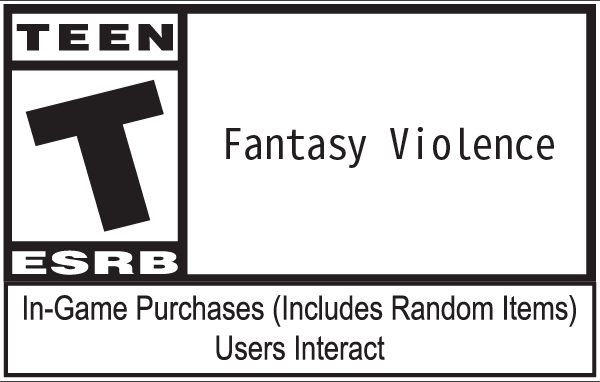 TEEN
T
ESRB
Fantasy Violence
In-Game Purchases (Includes Random Items)
Users Interact